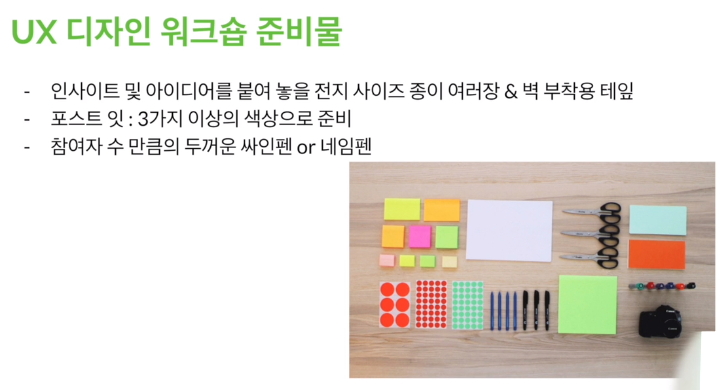 UX 디자인 워크숍 준비물
- 인사이트 및 아이디어를 붙여 놓을 전지 사이즈 종이 여러장 & 벽 부착용 테잎
- 포스트 잇 : 3가지 이상의 색상으로 준비
- 참여자 수 만큼의 두꺼운 싸인펜 or 네임펜